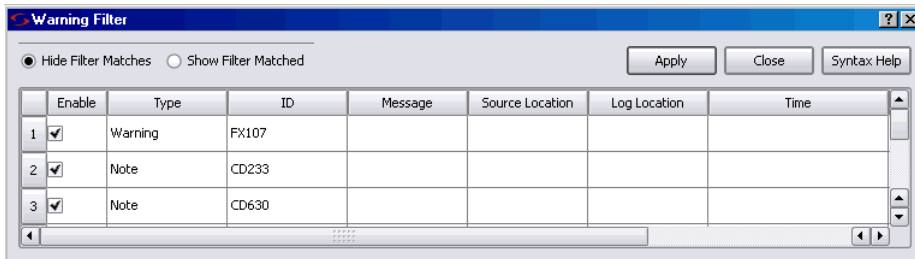 Warning Filter
Hide Filter Matches Show Filter Matched Apply Close Syntax Help
Enable Type ID Message Source Location Log Location Time
1 Warning FX107
2 Note CD233
3 Note CD630